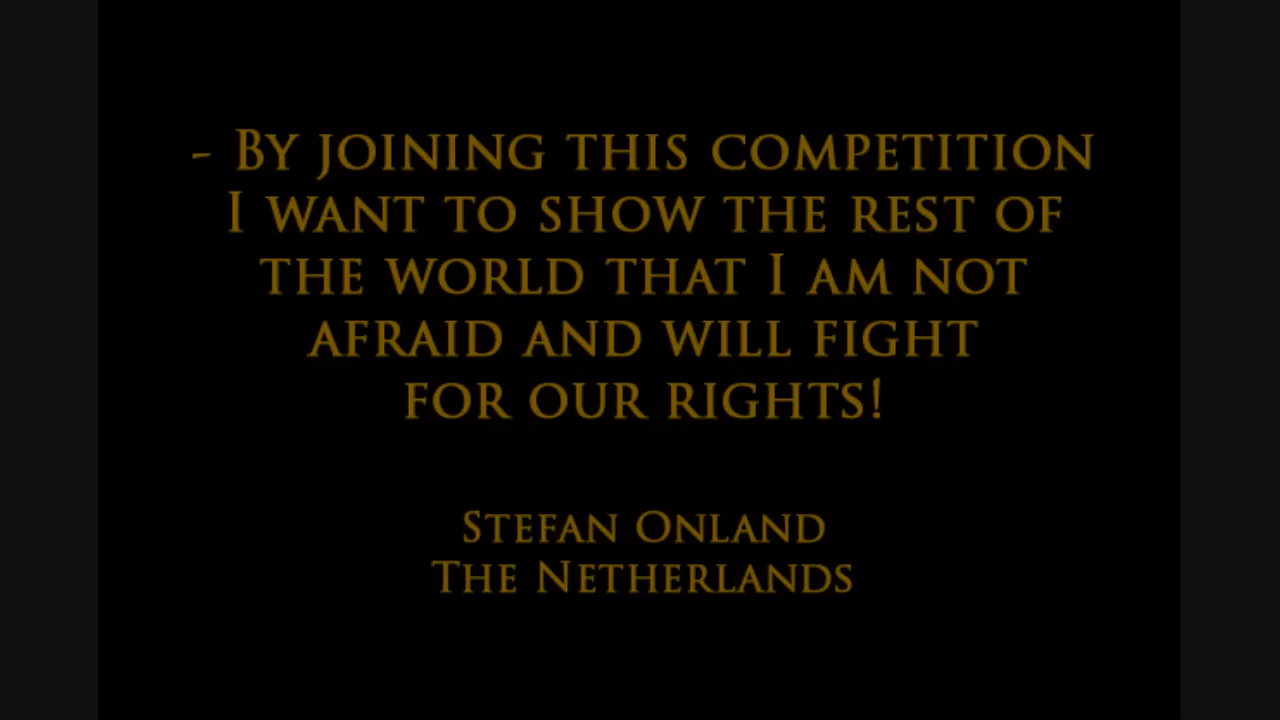 - By joining this competition
I want to show the rest of
the world that I am not
afraid and will fight
for our rights!
Stefan Onland
The Netherlands